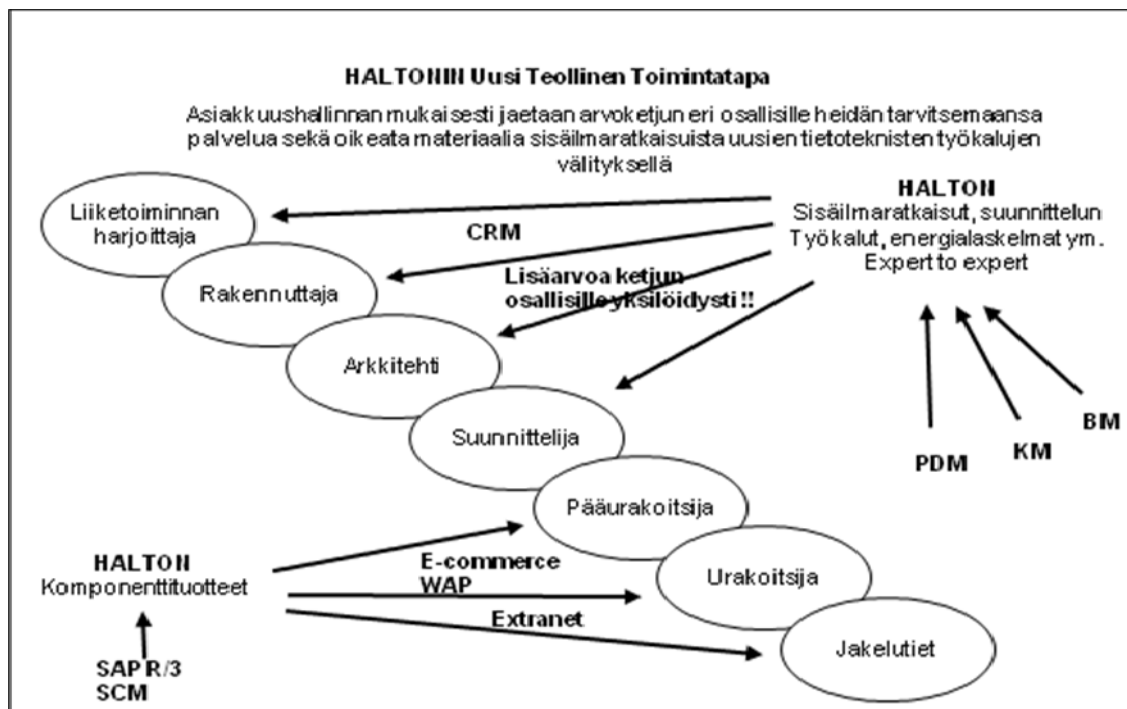 HALTONIN Uusi Teollinen Toimintatapa
Asiakkuushallinnan mukaisesti jaetaan arvoketjun eri osallisille heidán tarvitsemaansa
palvelua sekä oikeata materiaalia sisäilmaratkaisuista uusien tietoteknisten työkalujen
välityksellä
Liiketoiminnan
harjoittaja
CRM
HALTON
Sisäilmaratkaisut, suunnittelun
Työkalut, energialaskelmat ym.
Expert to expert
Rakennuttaja
Lisäarvoa ketjun
osallisille yksilöidysti !!
Arkkitehti
Suunnittelija
BM
KM
PDM
Pääurakoitsija
HALTON
Komponenttituotteet
E-commerce
WAP
Urakoitsija
Extranet
Jakelutiet
SAP R/3
SCM